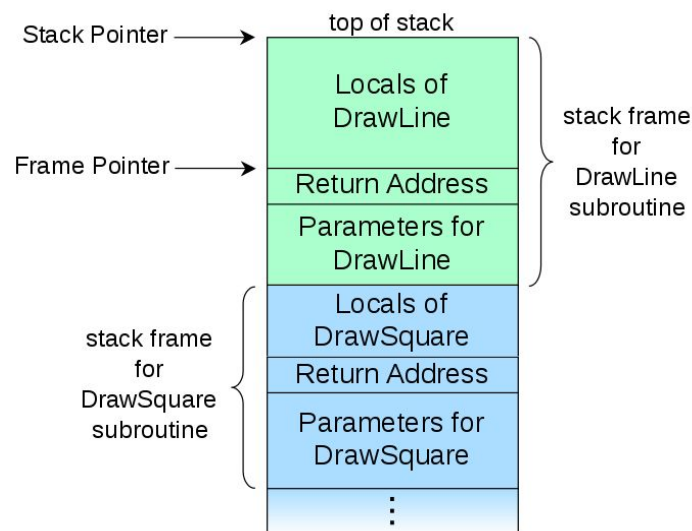 top of stack
Stack Pointer
Locals of
DrawLine
stack frame
for
DrawLine
subroutine
Frame Pointer
Return Address
Parameters for
DrawLine
Locals of
DrawSquare
stack frame
for
DrawSquare
subroutine
Return Address
Parameters for
DrawSquare